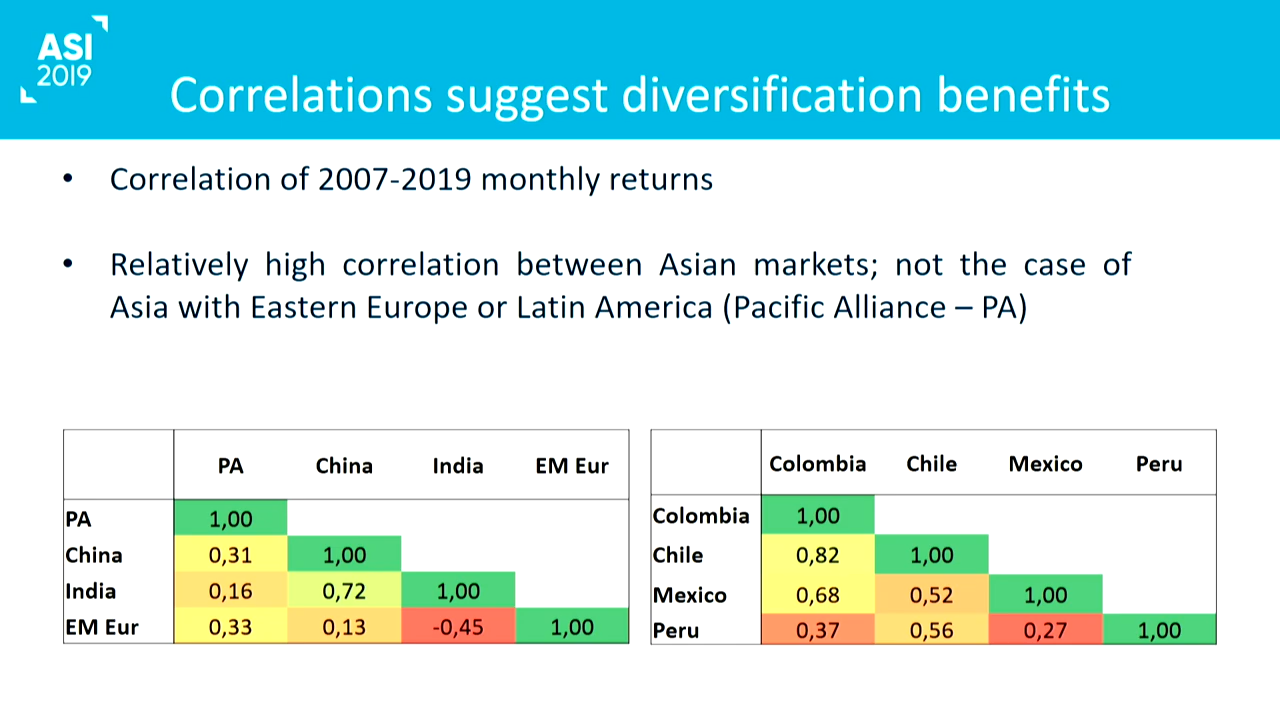 ASI
2019
Correlations suggest diversification benefits
• Correlation of 2007-2019 monthly returns
• Relatively high correlation between Asian markets; not the case of
Asia with Eastern Europe or Latin America (Pacific Alliance – PA)
PA China India EM Eur
PA 1,00
China 0,31 1,00
India 0,16 0,72 1,00
EM Eur 0,33 0,13 -0,45 1,00
Colombia Chile Mexico Peru
Colombia 1,00
Chile 0,82 1,00
Mexico 0,68 0,52 1,00
Peru 0,37 0,56 0,27 1,00